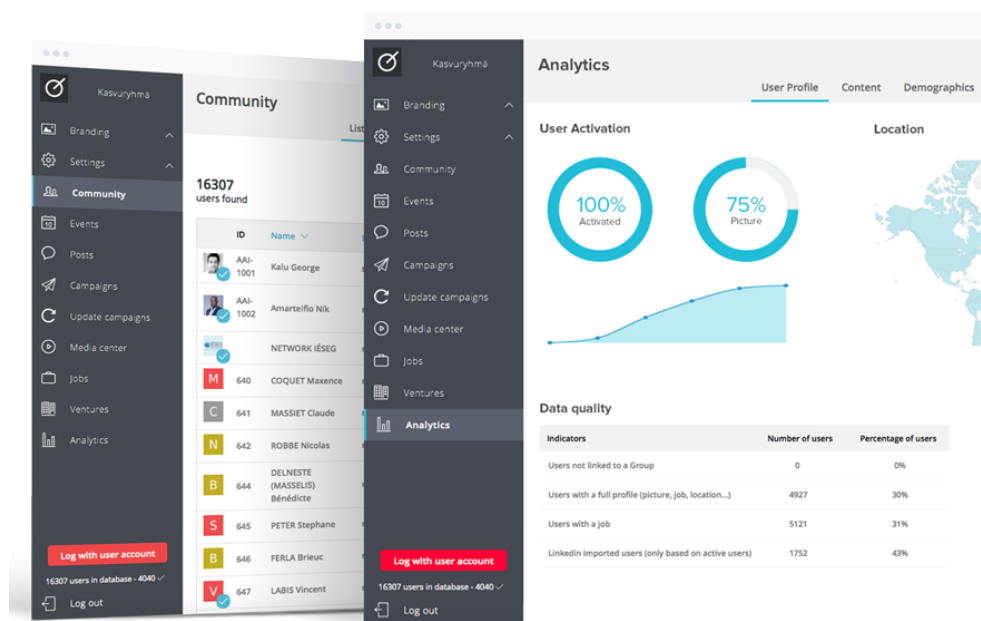 Kasvuryhmä
Branding
Settings
Community
Events
10
Posts
Campaigns
Update campaigns
Media center
Jobs
Ventures
Analytics
Log with user account
16307 users in database - 4040
Log out
Community
List
16307
users found
ID Name
AAI-
1001 Kalu George
AAI-
1002 Amarteifio Nik
NETWORK IÉSEG
M 640 COQUET Maxence
C 641 MASSIET Claude
N 642 ROBBE Nicolas
B 644 DELNESTE
(MASSELIS)
Bénédicte
S 645 PETER Stephane
B 646 FERLA Brieuc
V 647 LABIS Vincent
Kasvuryhmä
Branding
Settings
Community
Events
10
Posts
Campaigns
Update campaigns
Media center
Jobs
Ventures
Analytics
Log with user account
16307 users in database - 4040
Log out
Analytics
User Profile Content Demographics
User Activation
Location
100%
Activated
75%
Picture
Data quality
Indicators Number of users Percentage of users
Users not linked to a Group 0 0%
Users with a full profile (picture, job, location...) 4927 30%
Users with a job 5121 31%
Linkedin imported users (only based on active users) 1752 43%